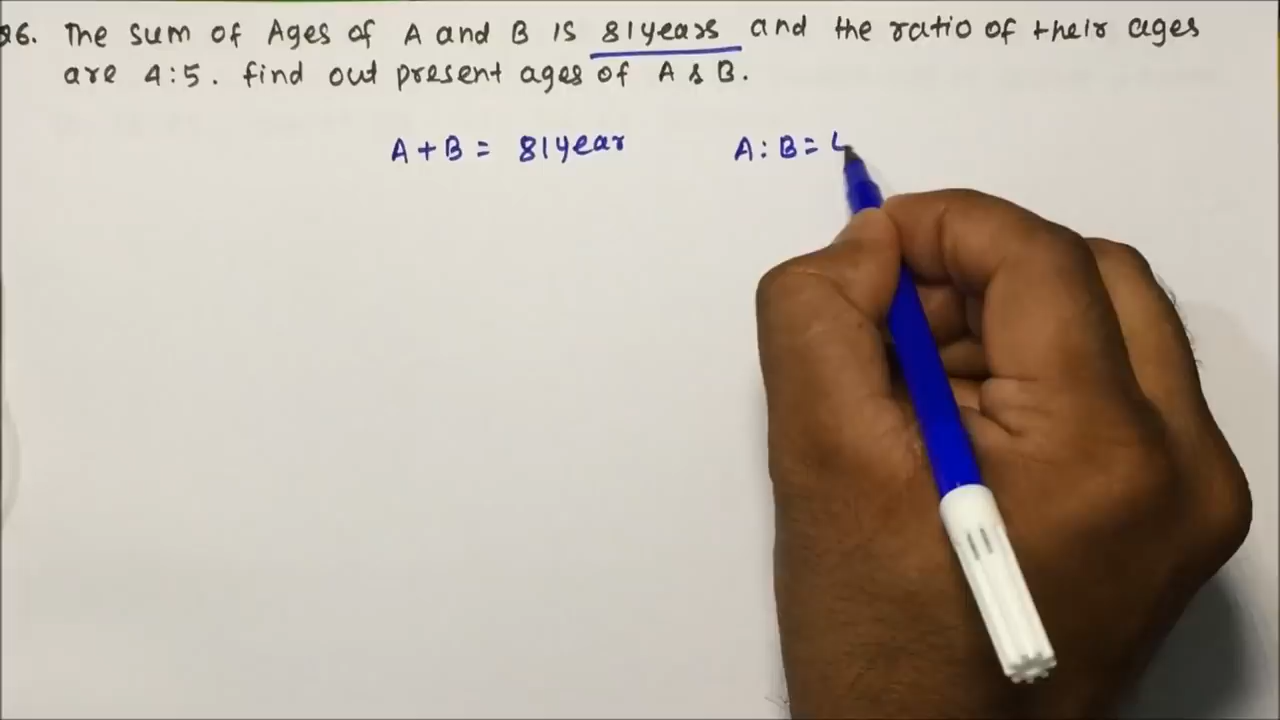 26. The sum of Ages of A and B is 81years and the ratio of their ages
are 4:5. find out present ages of A & B.
A + B = 81year A : B = 4